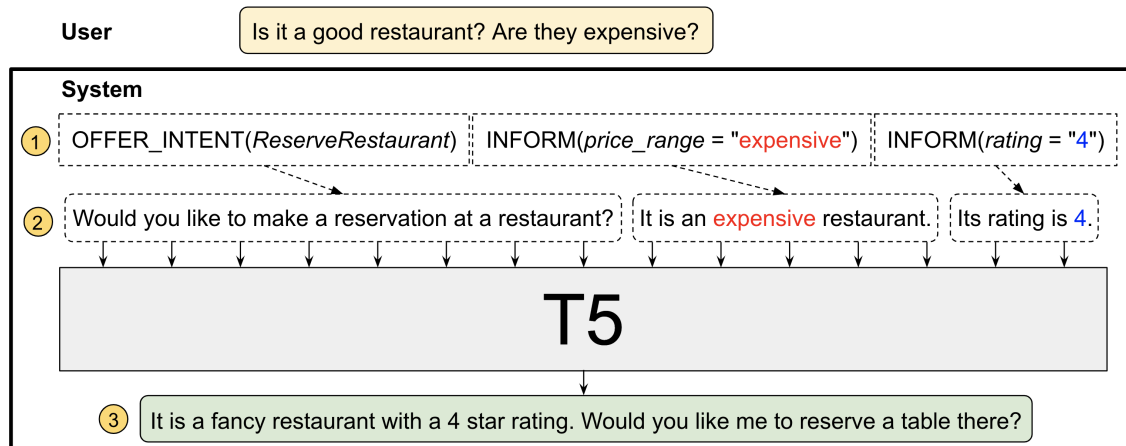 User
Is it a good restaurant? Are they expensive?
System
1
OFFER_INTENT(ReserveRestaurant)
INFORM(price_range = "expensive")
INFORM(rating = "4")
2
Would you like to make a reservation at a restaurant?
It is an expensive restaurant.
Its rating is 4.
T5
3
It is a fancy restaurant with a 4 star rating. Would you like me to reserve a table there?